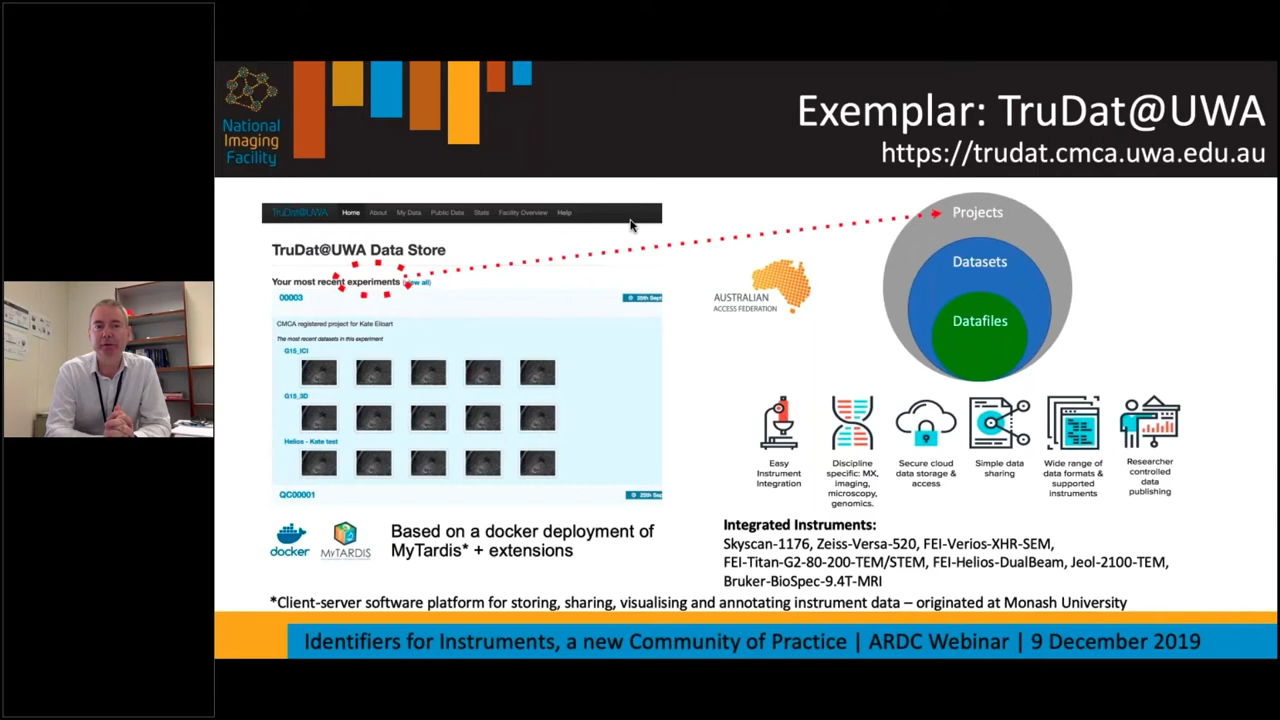 National
Imaging
Facility
Exemplar: TruDat@UWA
https://trudat.cmca.uwa.edu.au
TruDat@UWA Home About My Data Public Data Stats Facility Overview Help
TruDat@UWA Data Store
Your most recent experiments (view all)
00003
20th Sept
CMCA registered project for Kate Eiloart
The most recent datasets in this experiment
G15_ICI
G15_3D
Helios - Kate test
QC00001
docker
MyTARDIS
Based on a docker deployment of
MyTardis* + extensions
Projects
Datasets
Datafiles
AUSTRALIAN
ACCESS FEDERATION
Easy
Instrument
Integration
Discipline
specific: MX,
imaging,
microscopy,
genomics.
Secure cloud
data storage &
access
Simple data
sharing
Wide range of
data formats &
supported
instruments
Researcher
controlled
data
publishing
Integrated Instruments:
Skyscan-1176, Zeiss-Versa-520, FEI-Verios-XHR-SEM,
FEI-Titan-G2-80-200-TEM/STEM, FEI-Helios-DualBeam, Jeol-2100-TEM,
Bruker-BioSpec-9.4T-MRI
*Client-server software platform for storing, sharing, visualising and annotating instrument data – originated at Monash University
Identifiers for Instruments, a new Community of Practice | ARDC Webinar | 9 December 2019